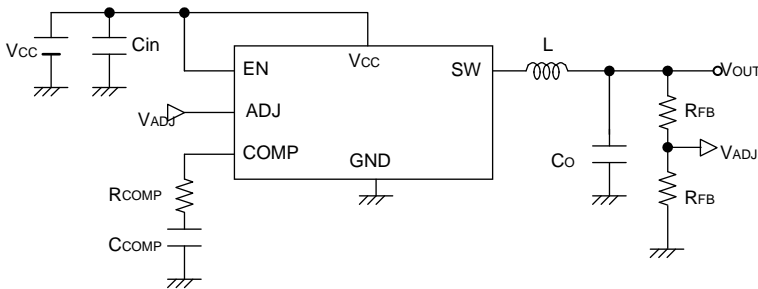 VCC
Cin
VCC
L
EN
SW
VOUT
VADJ
ADJ
RFB
COMP
GND
CO
VADJ
RCOMP
RFB
CCOMP